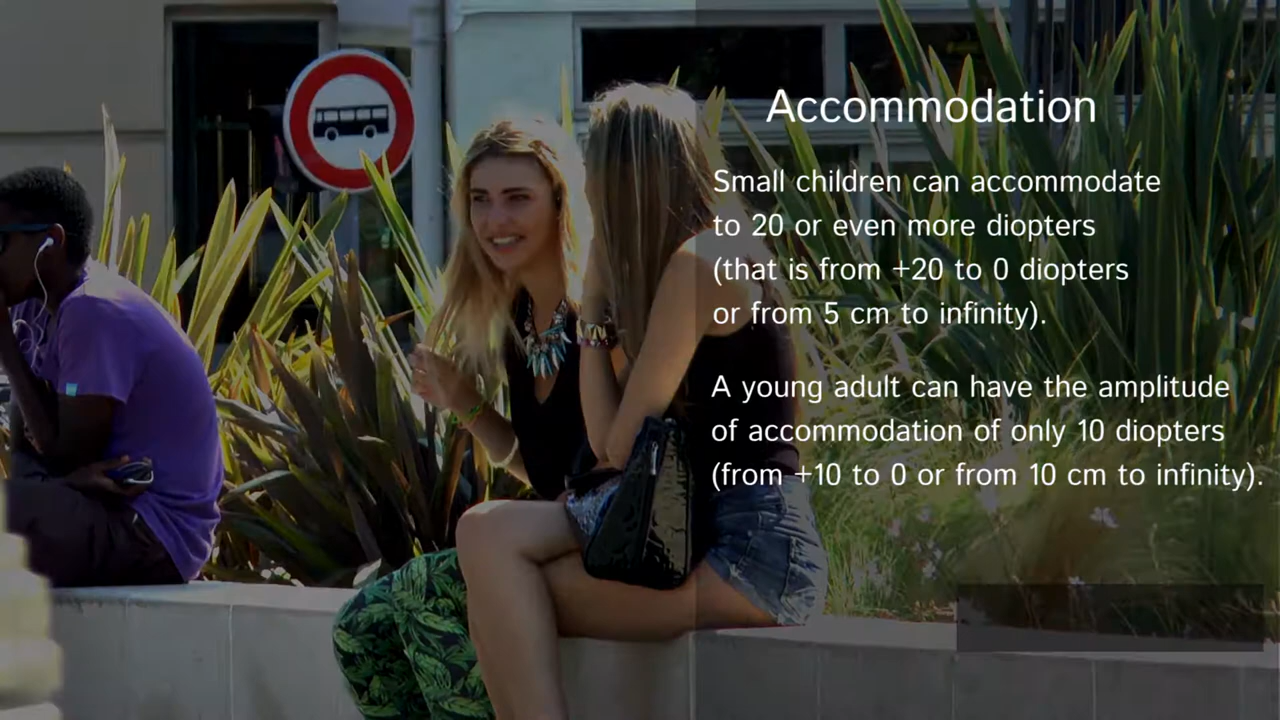 Accommodation
Small children can accommodate
to 20 or even more diopters
(that is from +20 to 0 diopters
or from 5 cm to infinity).
A young adult can have the amplitude
of accommodation of only 10 diopters
(from +10 to 0 or from 10 cm to infinity).